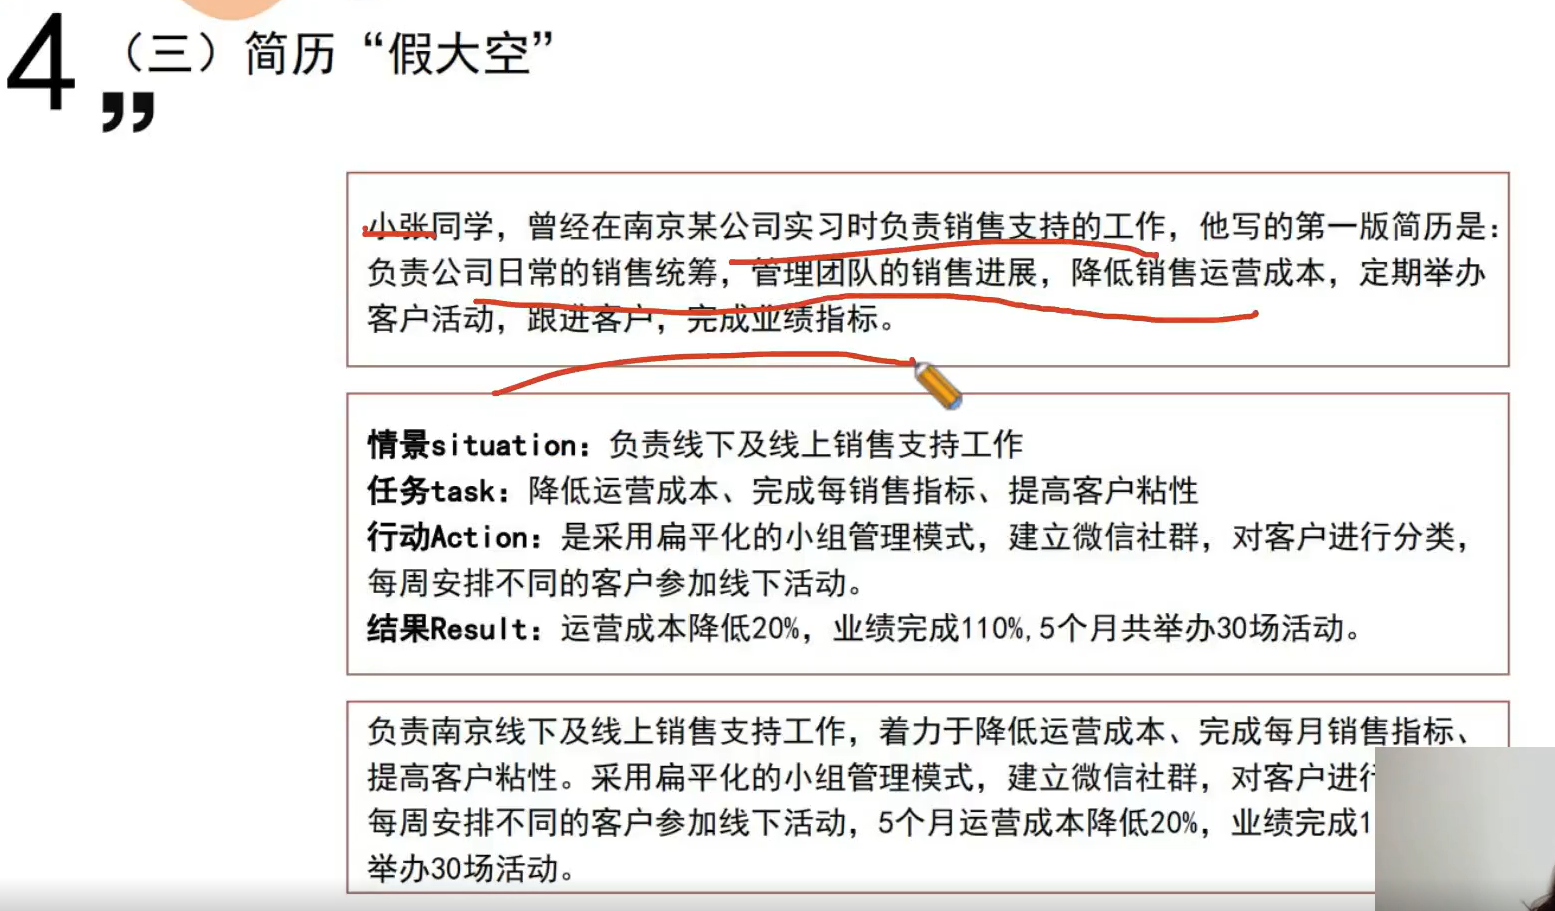 4
（三）简历“假大空”
”
小张同学，曾经在南京某公司实习时负责销售支持的工作，他写的第一版简历是：
负责公司日常的销售统筹，管理团队的销售进展，降低销售运营成本，定期举办
客户活动，跟进客户，完成业绩指标。
情景situation：负责线下及线上销售支持工作
任务task：降低运营成本、完成每销售指标、提高客户粘性
行动Action：是采用扁平化的小组管理模式，建立微信社群，对客户进行分类，
每周安排不同的客户参加线下活动。
结果Result：运营成本降低20%，业绩完成110%,5个月共举办30场活动。
负责南京线下及线上销售支持工作，着力于降低运营成本、完成每月销售指标、
提高客户粘性。采用扁平化的小组管理模式，建立微信社群，对客户进行
每周安排不同的客户参加线下活动，5个月运营成本降低20%，业绩完成1
举办30场活动。